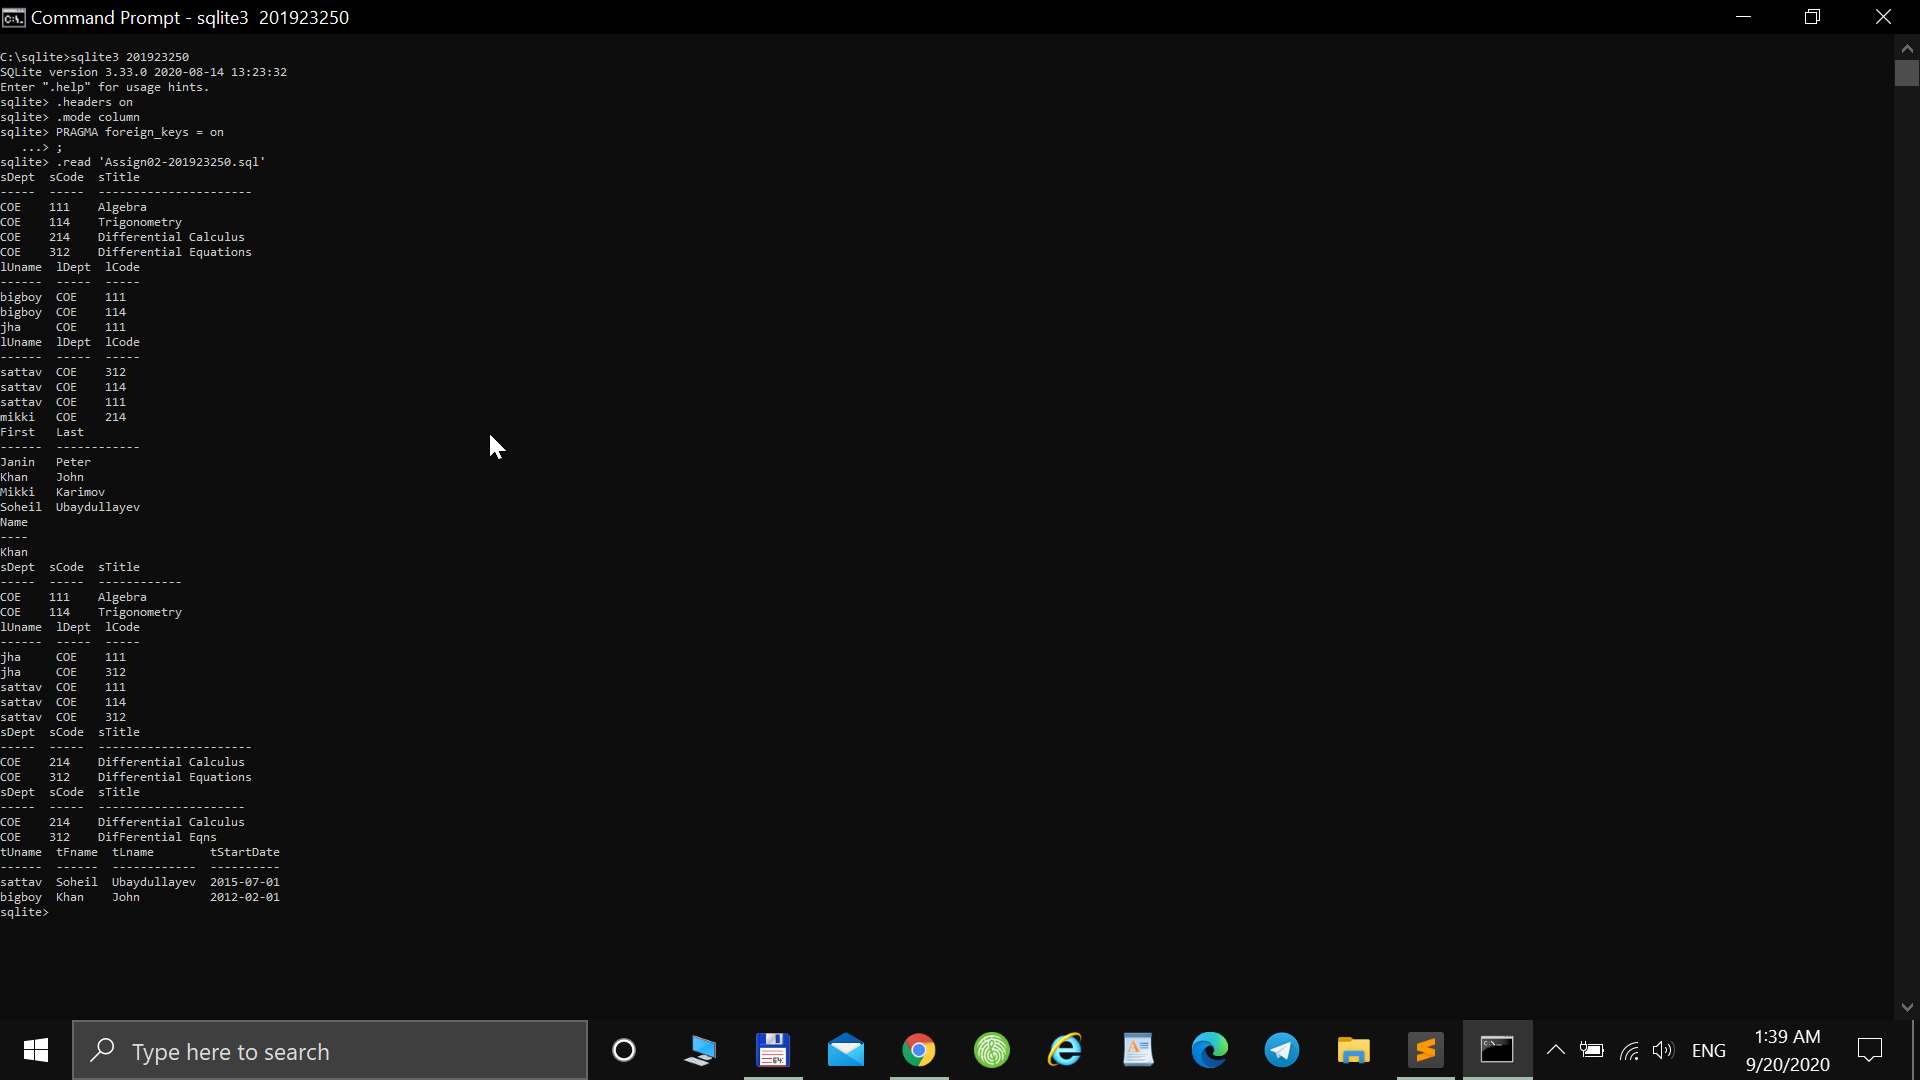 Command Prompt - sqlite3  201923250
C:\sqlite>sqlite3 201923250
SQLite version 3.33.0 2020-08-14 13:23:32
Enter ".help" for usage hints.
sqlite> .headers on
sqlite> .mode column
sqlite> PRAGMA foreign_keys = on
   ...> ;
sqlite> .read 'Assign02-201923250.sql'
sDept  sCode  sTitle
-----  -----  ----------------------
COE    111    Algebra
COE    114    Trigonometry
COE    214    Differential Calculus
COE    312    Differential Equations
lUname  lDept  lCode
------  -----  -----
bigboy  COE    111
bigboy  COE    114
jha     COE    111
lUname  lDept  lCode
------  -----  -----
sattav  COE    312
sattav  COE    114
sattav  COE    111
mikki   COE    214
First   Last
------  ------------
Janin   Peter
Khan    John
Mikki   Karimov
Soheil  Ubaydullayev
Name
----
Khan
sDept  sCode  sTitle
-----  -----  ------------
COE    111    Algebra
COE    114    Trigonometry
lUname  lDept  lCode
------  -----  -----
jha     COE    111
jha     COE    312
sattav  COE    111
sattav  COE    114
sattav  COE    312
sDept  sCode  sTitle
-----  -----  ----------------------
COE    214    Differential Calculus
COE    312    Differential Equations
sDept  sCode  sTitle
-----  -----  ---------------------
COE    214    Differential Calculus
COE    312    DifFerential Eqns
tUname  tFname  tLname        tStartDate
------  ------  ------------  ----------
sattav  Soheil  Ubaydullayev  2015-07-01
bigboy  Khan    John          2012-02-01
sqlite>
Type here to search
64
ENG
1:39 AM
9/20/2020